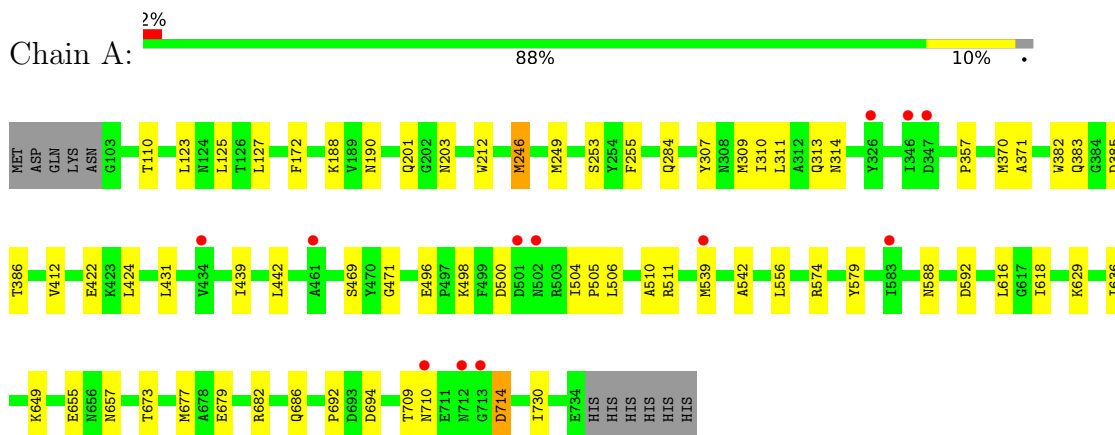 2%
Chain A:
88% 10% •
MET ASP GLN LYS ASN G103 T110 L123 N124 L125 T126 L127 F172 K188 V189 N190 Q201 G202 N203 W212 M246 M249 S253 Y254 F255 Q284 Y307 N308 M309 I310 L311 A312 Q313 N314 Y326 I346 D347 P357 M370 A371 W382 Q383 G384 D385
T386 V412 E422 K423 L424 L431 V434 I439 L442 A461 S469 Y470 G471 E496 P497 K498 F499 D500 D501 N502 R503 I504 P505 L506 A510 R511 M539 A542 L556 R574 Y579 I583 N588 D592 L616 G617 I618 K629 I636
K649 E655 N656 N657 T673 M677 A678 E679 R682 Q686 P692 D693 D694 T709 N710 E711 N712 G713 D714 I730 E734 HIS HIS HIS HIS HIS HIS